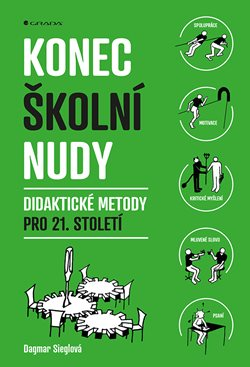 GRADA
KONEC
ŠKOLNÍ
NUDY
DIDAKTICKÉ METODY
PRO 21. STOLETÍ
SPOLUPRÁCE
MOTIVACE
KRITICKÉ MYŠLENÍ
MLUVENÉ SLOVO
PSANÍ
Dagmar Sieglová